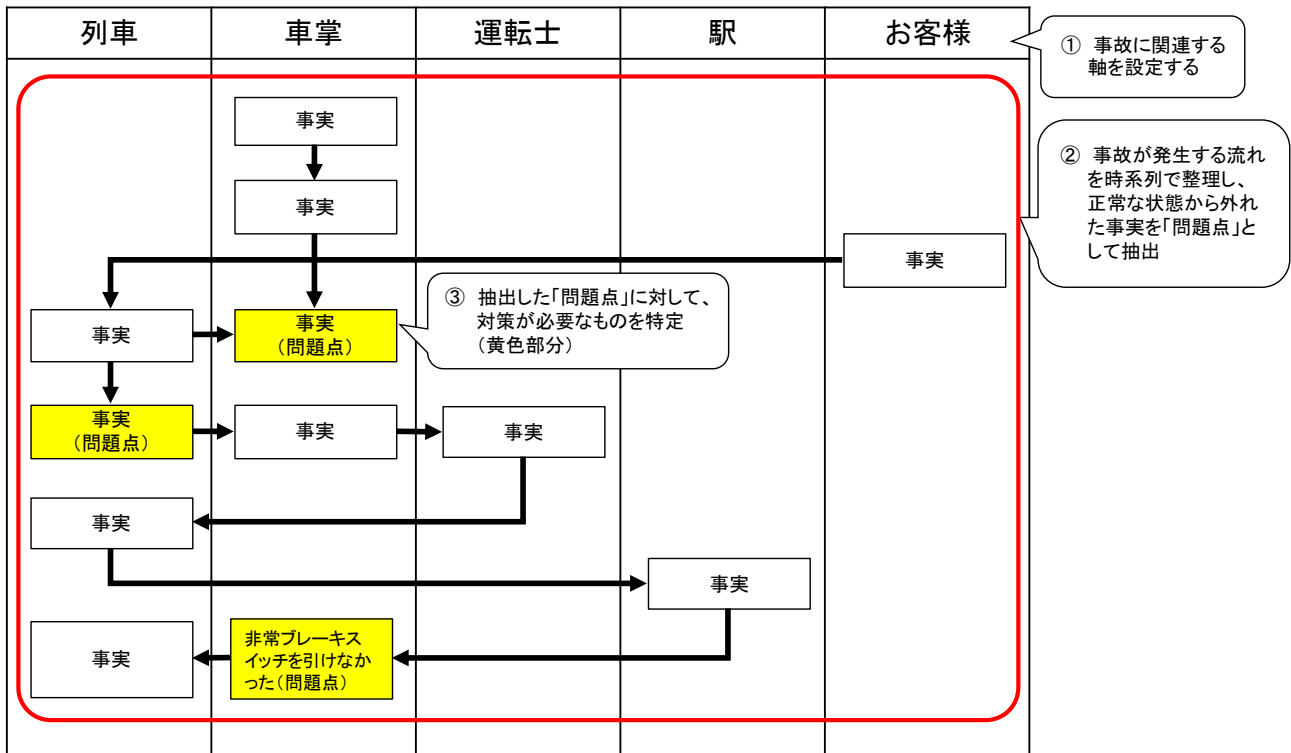 列車
車掌
運転士
駅
お客様
① 事故に関連する
軸を設定する
事実
② 事故が発生する流れ
を時系列で整理し、
正常な状態から外れ
た事実を「問題点」と
して抽出
事実
事実
③ 抽出した「問題点」に対して、
対策が必要なものを特定
（黄色部分）
事実
事実
（問題点）
事実
（問題点）
事実
事実
事実
事実
事実
非常ブレーキス
イッチを引けなか
った（問題点）